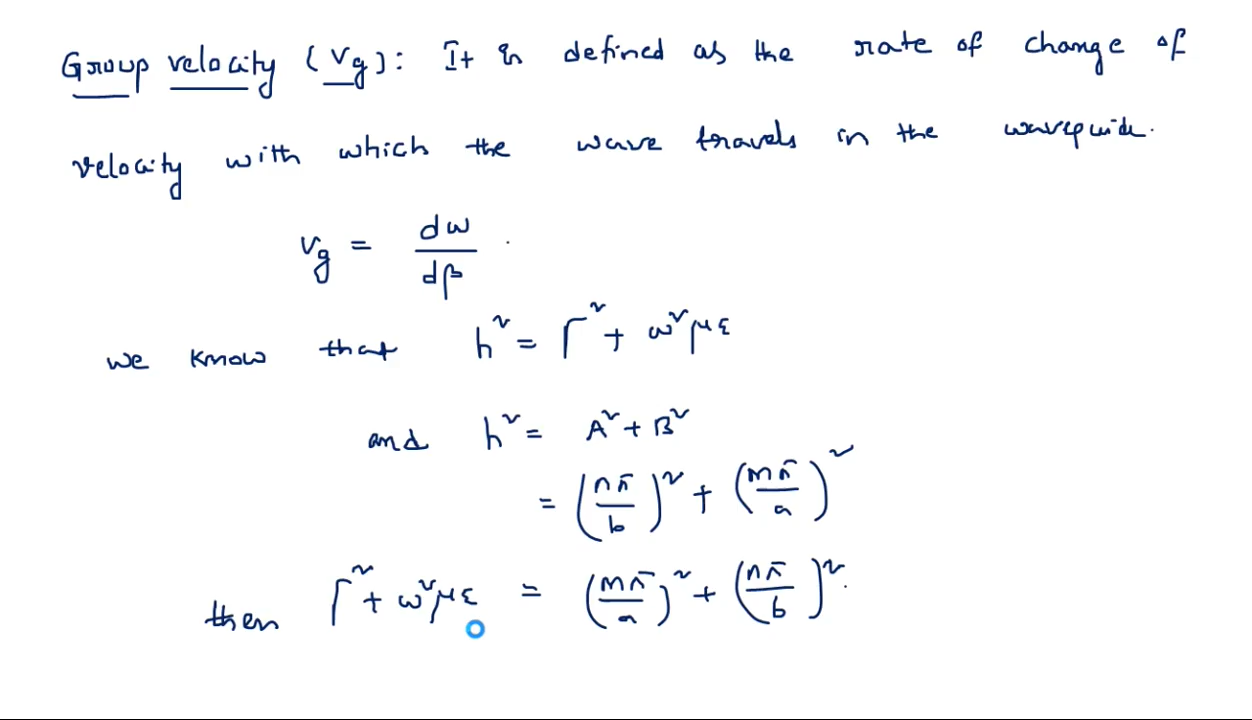 Group velocity (Vg): It is defined as the rate of change of
velocity with which the wave travels in the waveguide.
Vg = dω/dβ
we know that h² = Γ² + ω²με
and h² = A² + B²
= (nπ/b)² + (mπ/a)²
then Γ² + ω²με = (mπ/a)² + (nπ/b)².